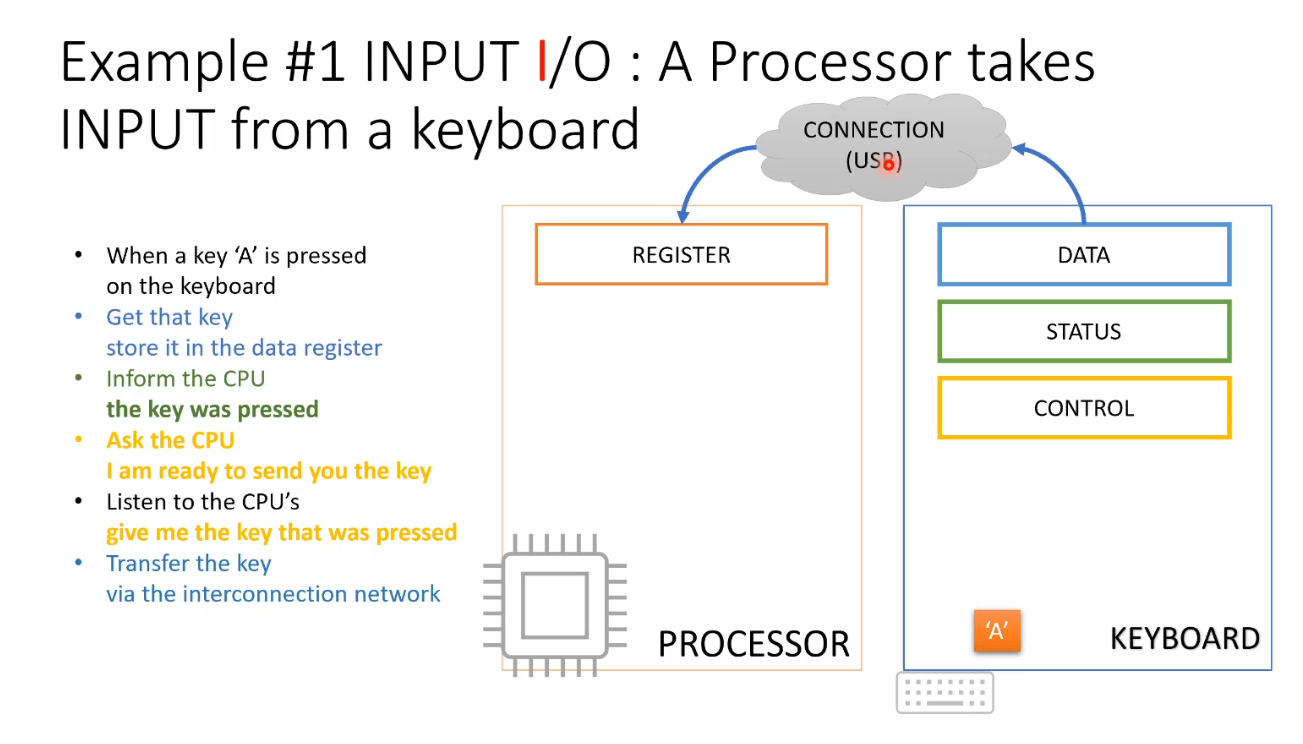 Example #1 INPUT I/O : A Processor takes
INPUT from a keyboard
CONNECTION
(USB)
• When a key ‘A’ is pressed
on the keyboard
• Get that key
store it in the data register
• Inform the CPU
the key was pressed
• Ask the CPU
I am ready to send you the key
• Listen to the CPU’s
give me the key that was pressed
• Transfer the key
via the interconnection network
REGISTER
PROCESSOR
DATA
STATUS
CONTROL
‘A’
KEYBOARD